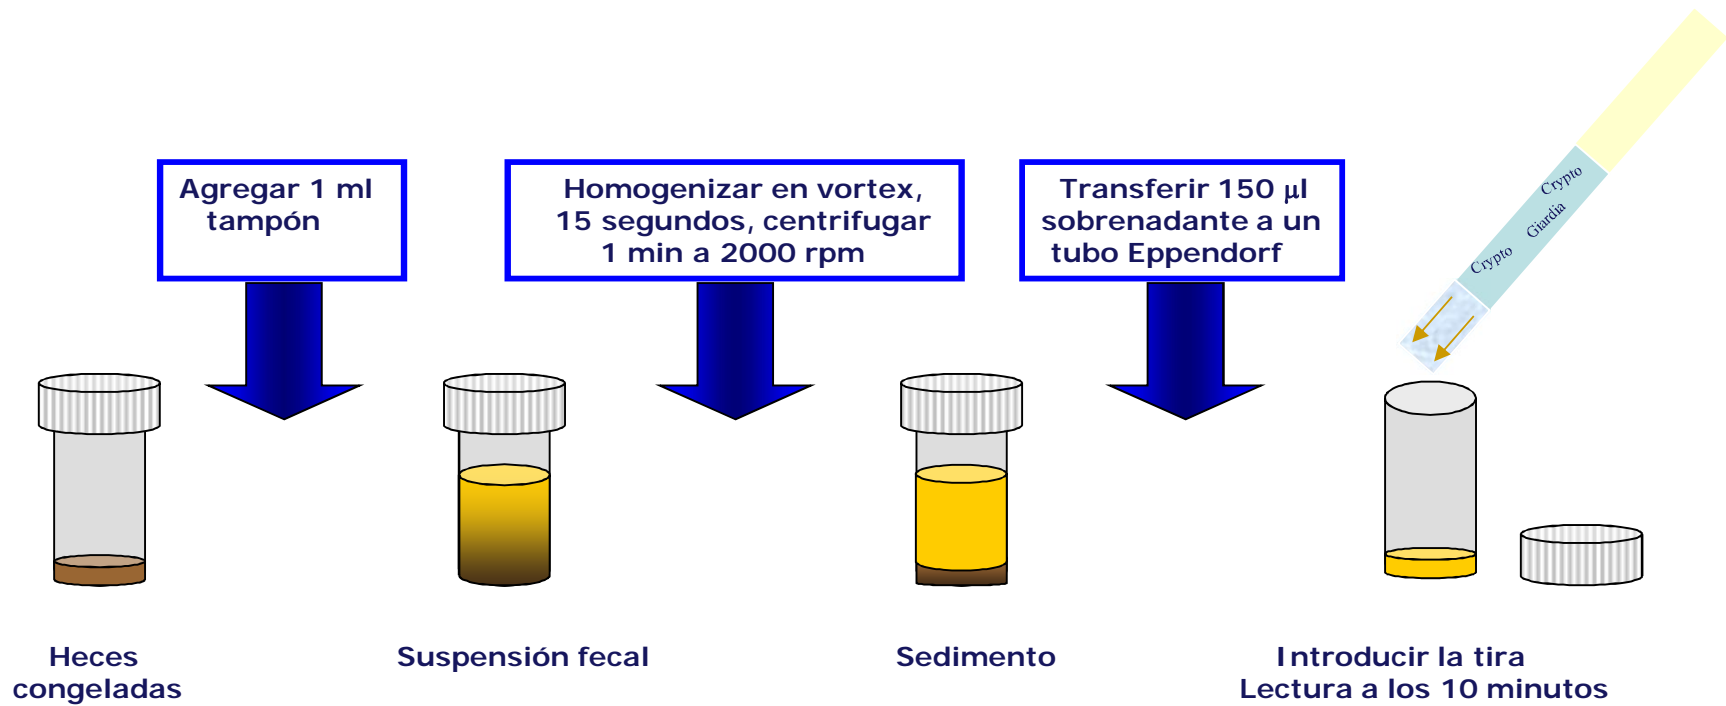 Agregar 1 ml
tampón
Homogenizar en vortex,
15 segundos, centrifugar
1 min a 2000 rpm
Transferir 150 µl
sobrenadante a un
tubo Eppendorf
Crypto
Giardia
Crypto
Heces
congeladas
Suspensión fecal
Sedimento
Introducir la tira
Lectura a los 10 minutos